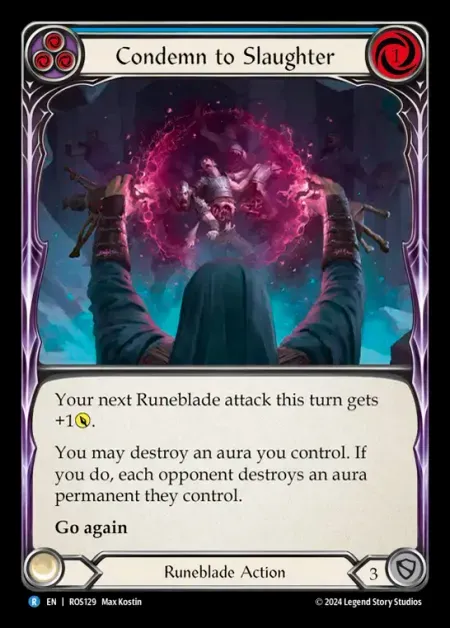 Condemn to Slaughter
1
Your next Runeblade attack this turn gets
+1.
You may destroy an aura you control. If
you do, each opponent destroys an aura
permanent they control.
Go again
Runeblade Action
3
R EN | ROS129 Max Kostin
© 2024 Legend Story Studios